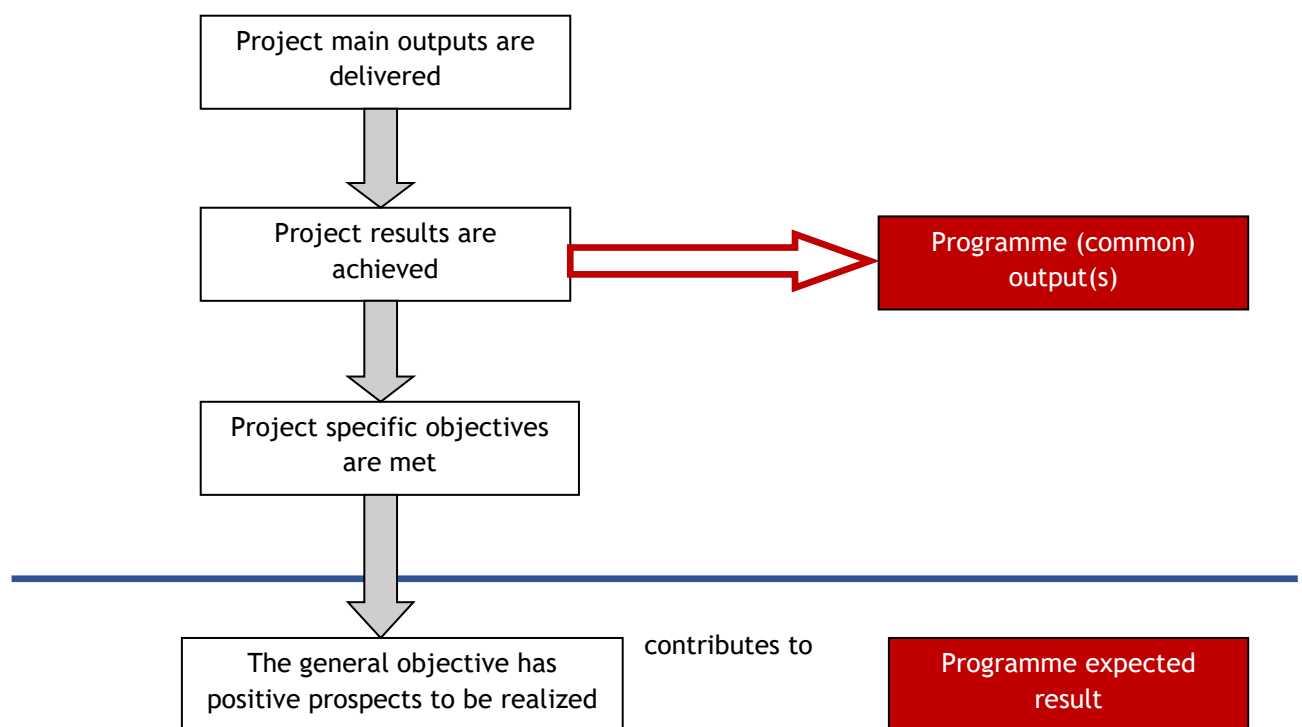 Project main outputs are
delivered
Project results are
achieved
Programme (common)
output(s)
Project specific objectives
are met
The general objective has
positive prospects to be realized
contributes to
Programme expected
result